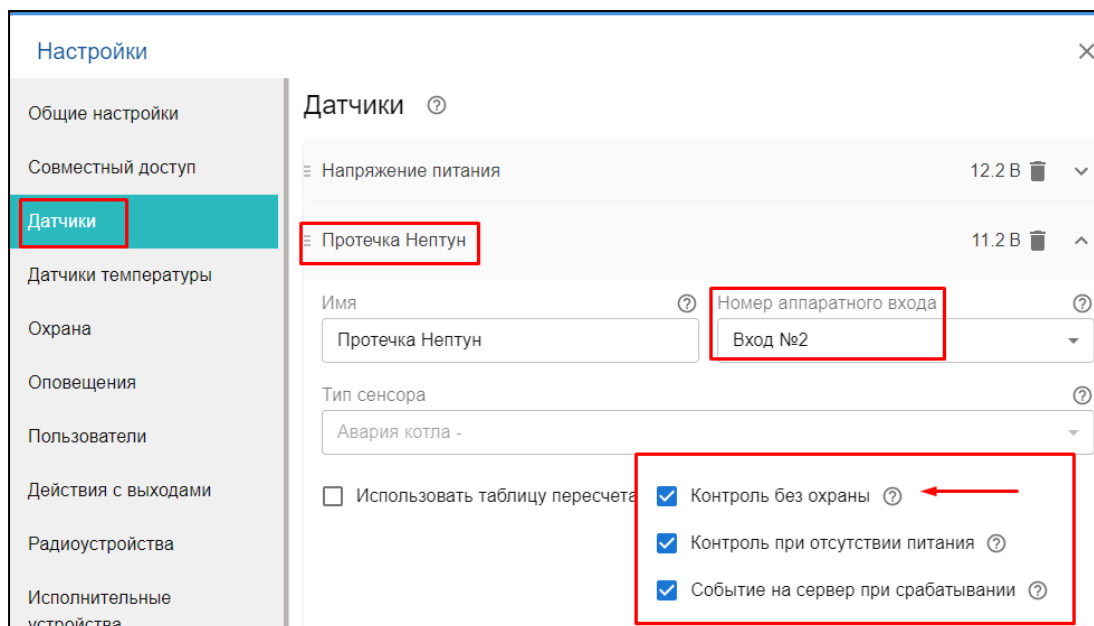 Настройки
Общие настройки
Совместный доступ
Датчики
Датчики температуры
Охрана
Оповещения
Пользователи
Действия с выходами
Радиоустройства
Исполнительные
устройства
Датчики
Напряжение питания 12.2 В
Протечка Нептун 11.2 В
Имя Номер аппаратного входа
Протечка Нептун Вход №2
Тип сенсора
Авария котла -
Использовать таблицу пересчета Контроль без охраны
Контроль при отсутствии питания
Событие на сервер при срабатывании